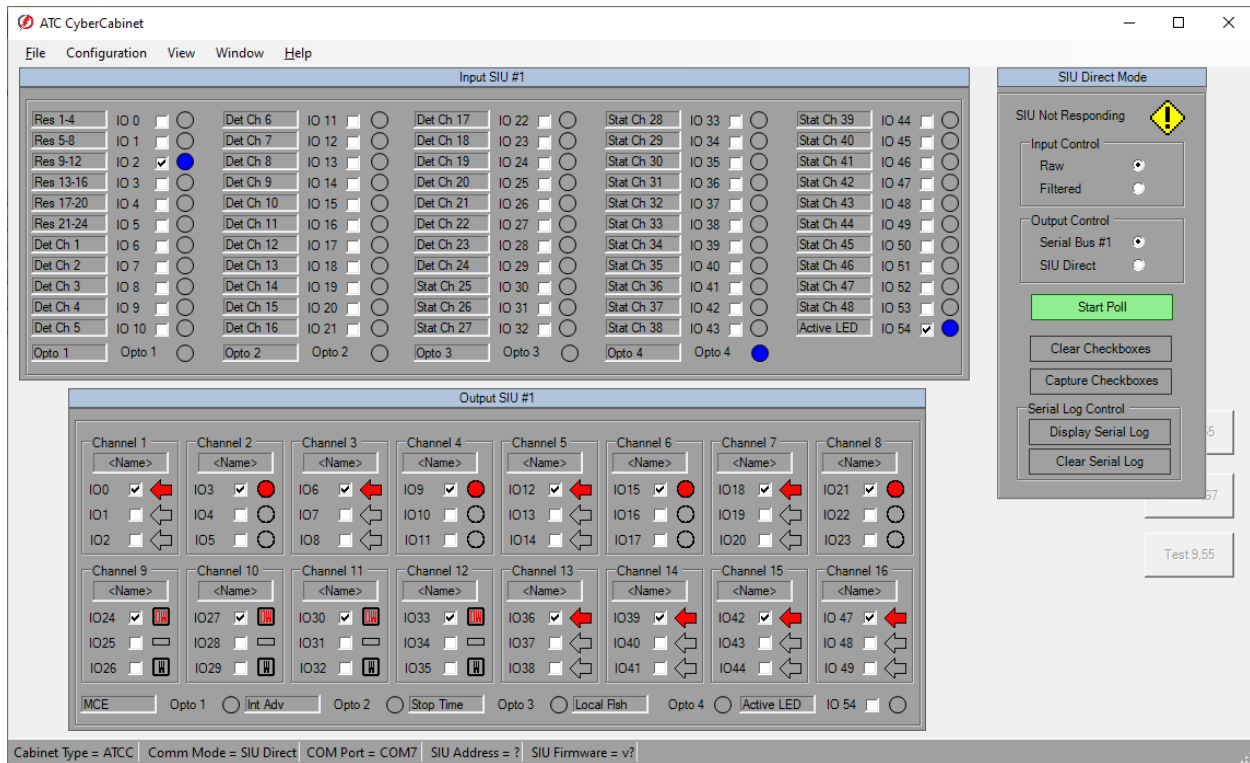 ATC CyberCabinet
File Configuration View Window Help
Input SIU #1
Res 1-4 IO 0 Det Ch 6 IO 11 Det Ch 17 IO 22 Stat Ch 28 IO 33 Stat Ch 39 IO 44
Res 5-8 IO 1 Det Ch 7 IO 12 Det Ch 18 IO 23 Stat Ch 29 IO 34 Stat Ch 40 IO 45
Res 9-12 IO 2 Det Ch 8 IO 13 Det Ch 19 IO 24 Stat Ch 30 IO 35 Stat Ch 41 IO 46
Res 13-16 IO 3 Det Ch 9 IO 14 Det Ch 20 IO 25 Stat Ch 31 IO 36 Stat Ch 42 IO 47
Res 17-20 IO 4 Det Ch 10 IO 15 Det Ch 21 IO 26 Stat Ch 32 IO 37 Stat Ch 43 IO 48
Res 21-24 IO 5 Det Ch 11 IO 16 Det Ch 22 IO 27 Stat Ch 33 IO 38 Stat Ch 44 IO 49
Det Ch 1 IO 6 Det Ch 12 IO 17 Det Ch 23 IO 28 Stat Ch 34 IO 39 Stat Ch 45 IO 50
Det Ch 2 IO 7 Det Ch 13 IO 18 Det Ch 24 IO 29 Stat Ch 35 IO 40 Stat Ch 46 IO 51
Det Ch 3 IO 8 Det Ch 14 IO 19 Stat Ch 25 IO 30 Stat Ch 36 IO 41 Stat Ch 47 IO 52
Det Ch 4 IO 9 Det Ch 15 IO 20 Stat Ch 26 IO 31 Stat Ch 37 IO 42 Stat Ch 48 IO 53
Det Ch 5 IO 10 Det Ch 16 IO 21 Stat Ch 27 IO 32 Stat Ch 38 IO 43 Active LED IO 54
Opto 1 Opto 1 Opto 2 Opto 2 Opto 3 Opto 3 Opto 4 Opto 4
Output SIU #1
Channel 1 Channel 2 Channel 3 Channel 4 Channel 5 Channel 6 Channel 7 Channel 8
<Name> <Name> <Name> <Name> <Name> <Name> <Name> <Name>
IO0 IO3 IO6 IO9 IO12 IO15 IO18 IO21
IO1 IO4 IO7 IO10 IO13 IO16 IO19 IO22
IO2 IO5 IO8 IO11 IO14 IO17 IO20 IO23
Channel 9 Channel 10 Channel 11 Channel 12 Channel 13 Channel 14 Channel 15 Channel 16
<Name> <Name> <Name> <Name> <Name> <Name> <Name> <Name>
IO24 DW IO27 DW IO30 DW IO33 DW IO36 IO39 IO42 IO 47
IO25 IO28 IO31 IO34 IO37 IO40 IO43 IO 48
IO26 W IO29 W IO32 W IO35 W IO38 IO41 IO44 IO 49
MCE Opto 1 Int Adv Opto 2 Stop Time Opto 3 Local Flsh Opto 4 Active LED IO 54
SIU Direct Mode
SIU Not Responding
Input Control
Raw
Filtered
Output Control
Serial Bus #1
SIU Direct
Start Poll
Clear Checkboxes
Capture Checkboxes
Serial Log Control
Display Serial Log
Clear Serial Log
Test 9,55
Cabinet Type = ATCC Comm Mode = SIU Direct COM Port = COM7 SIU Address = ? SIU Firmware = v?